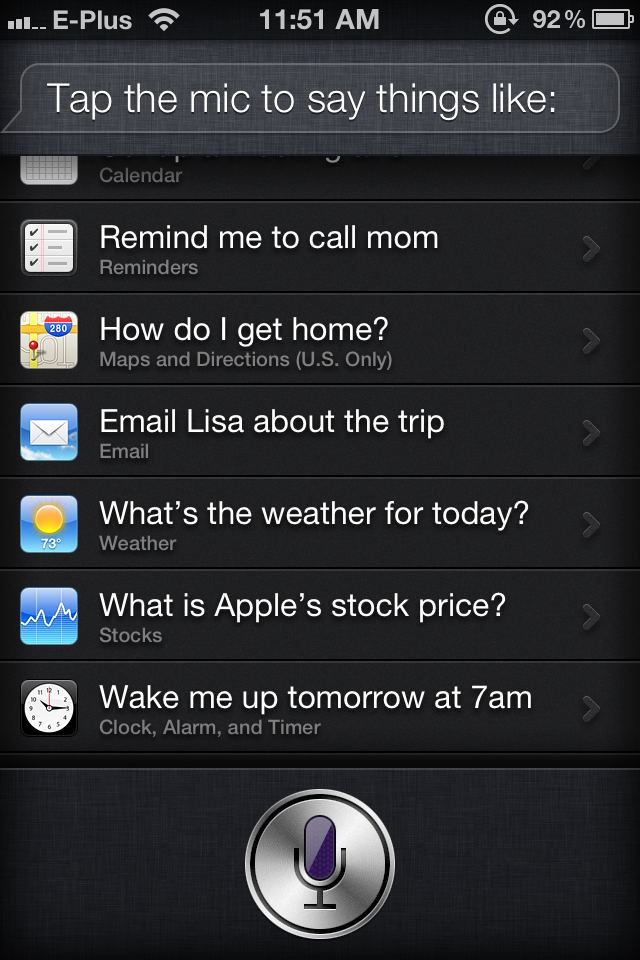 E-Plus 11:51 AM 92%
Tap the mic to say things like:
Calendar
Remind me to call mom
Reminders
280
How do I get home?
Maps and Directions (U.S. Only)
Email Lisa about the trip
Email
What’s the weather for today?
73°
Weather
What is Apple’s stock price?
Stocks
Wake me up tomorrow at 7am
Clock, Alarm, and Timer